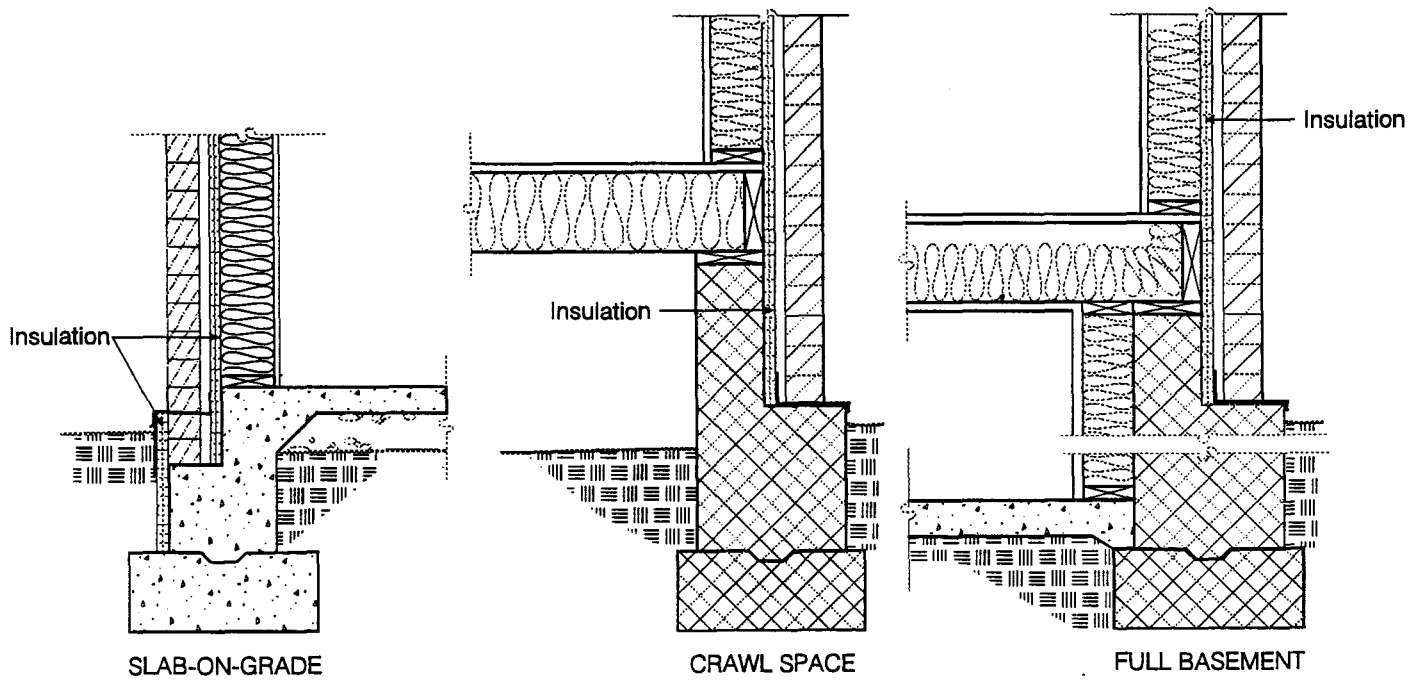 Insulation
Insulation
Insulation
SLAB-ON-GRADE
CRAWL SPACE
FULL BASEMENT